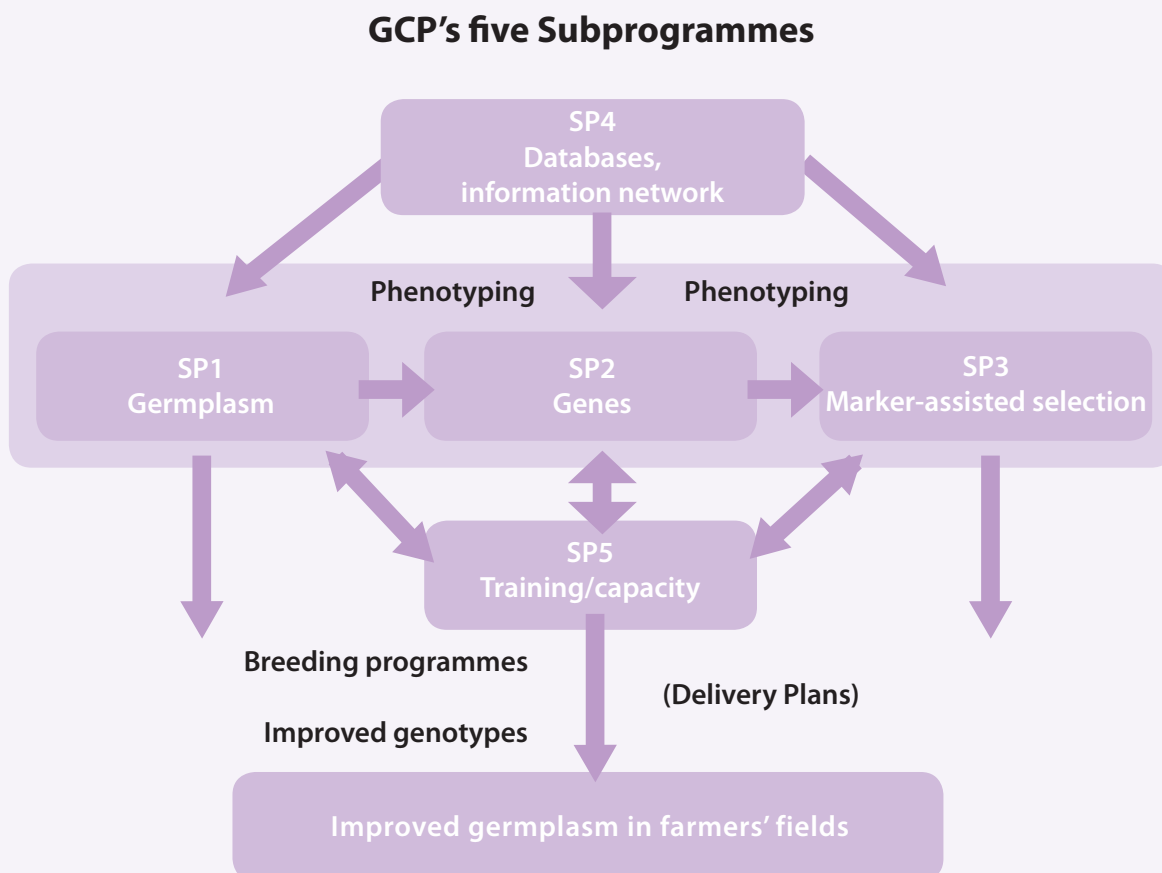 GCP's five Subprogrammes
SP4
Databases,
information network
Phenotyping
Phenotyping
SP1
Germplasm
SP2
Genes
SP3
Marker-assisted selection
SP5
Training/capacity
Breeding programmes
(Delivery Plans)
Improved genotypes
Improved germplasm in farmers' fields